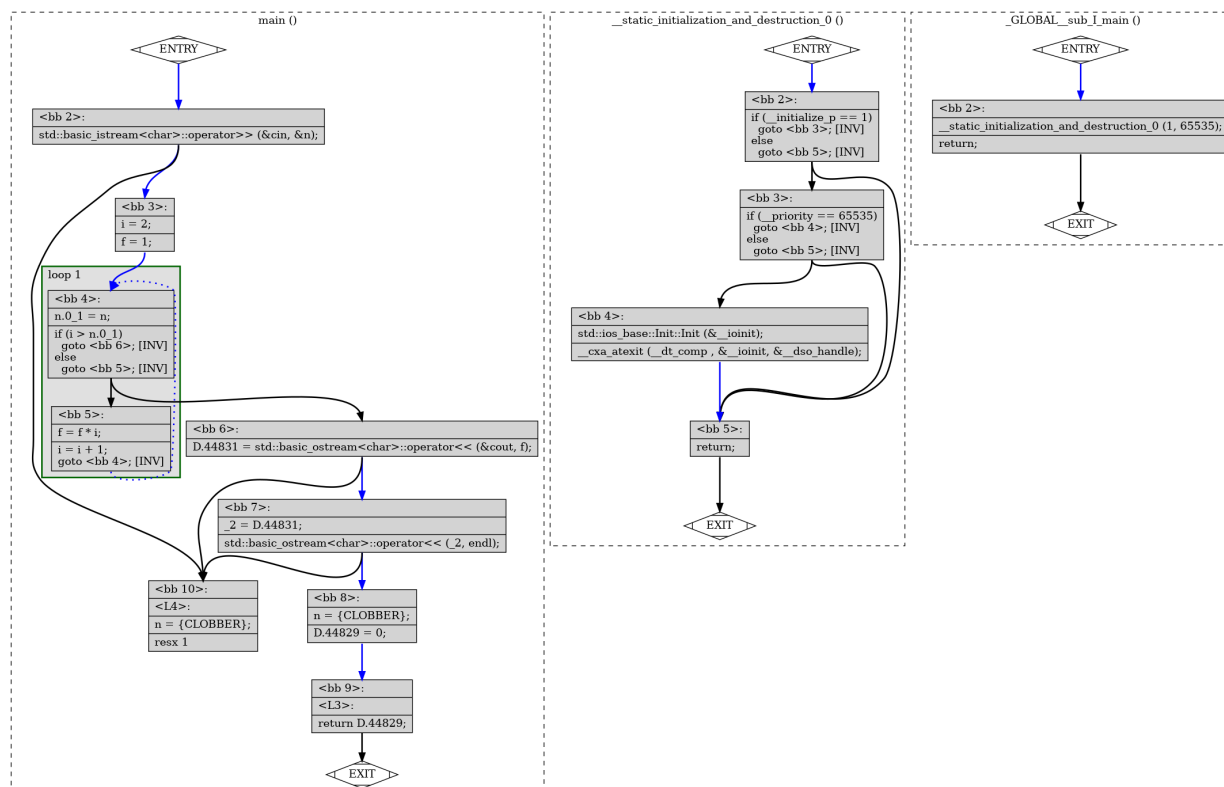 main ()
ENTRY
<bb 2>:
std::basic_istream<char>::operator>> (&cin, &n);
<bb 3>:
i = 2;
f = 1;
loop 1
<bb 4>:
n.0_1 = n;
if (i > n.0_1)
goto <bb 6>; [INV]
else
goto <bb 5>; [INV]
<bb 5>:
f = f * i;
i = i + 1;
goto <bb 4>; [INV]
<bb 6>:
D.44831 = std::basic_ostream<char>::operator<< (&cout, f);
<bb 7>:
_2 = D.44831;
std::basic_ostream<char>::operator<< (_2, endl);
<bb 10>:
<L4>:
n = {CLOBBER};
resx 1
<bb 8>:
n = {CLOBBER};
D.44829 = 0;
<bb 9>:
<L3>:
return D.44829;
EXIT
__static_initialization_and_destruction_0 ()
ENTRY
<bb 2>:
if (__initialize_p == 1)
goto <bb 3>; [INV]
else
goto <bb 5>; [INV]
<bb 3>:
if (__priority == 65535)
goto <bb 4>; [INV]
else
goto <bb 5>; [INV]
<bb 4>:
std::ios_base::Init::Init (&__ioinit);
__cxa_atexit (__dt_comp , &__ioinit, &__dso_handle);
<bb 5>:
return;
EXIT
_GLOBAL__sub_I_main ()
ENTRY
<bb 2>:
__static_initialization_and_destruction_0 (1, 65535);
return;
EXIT